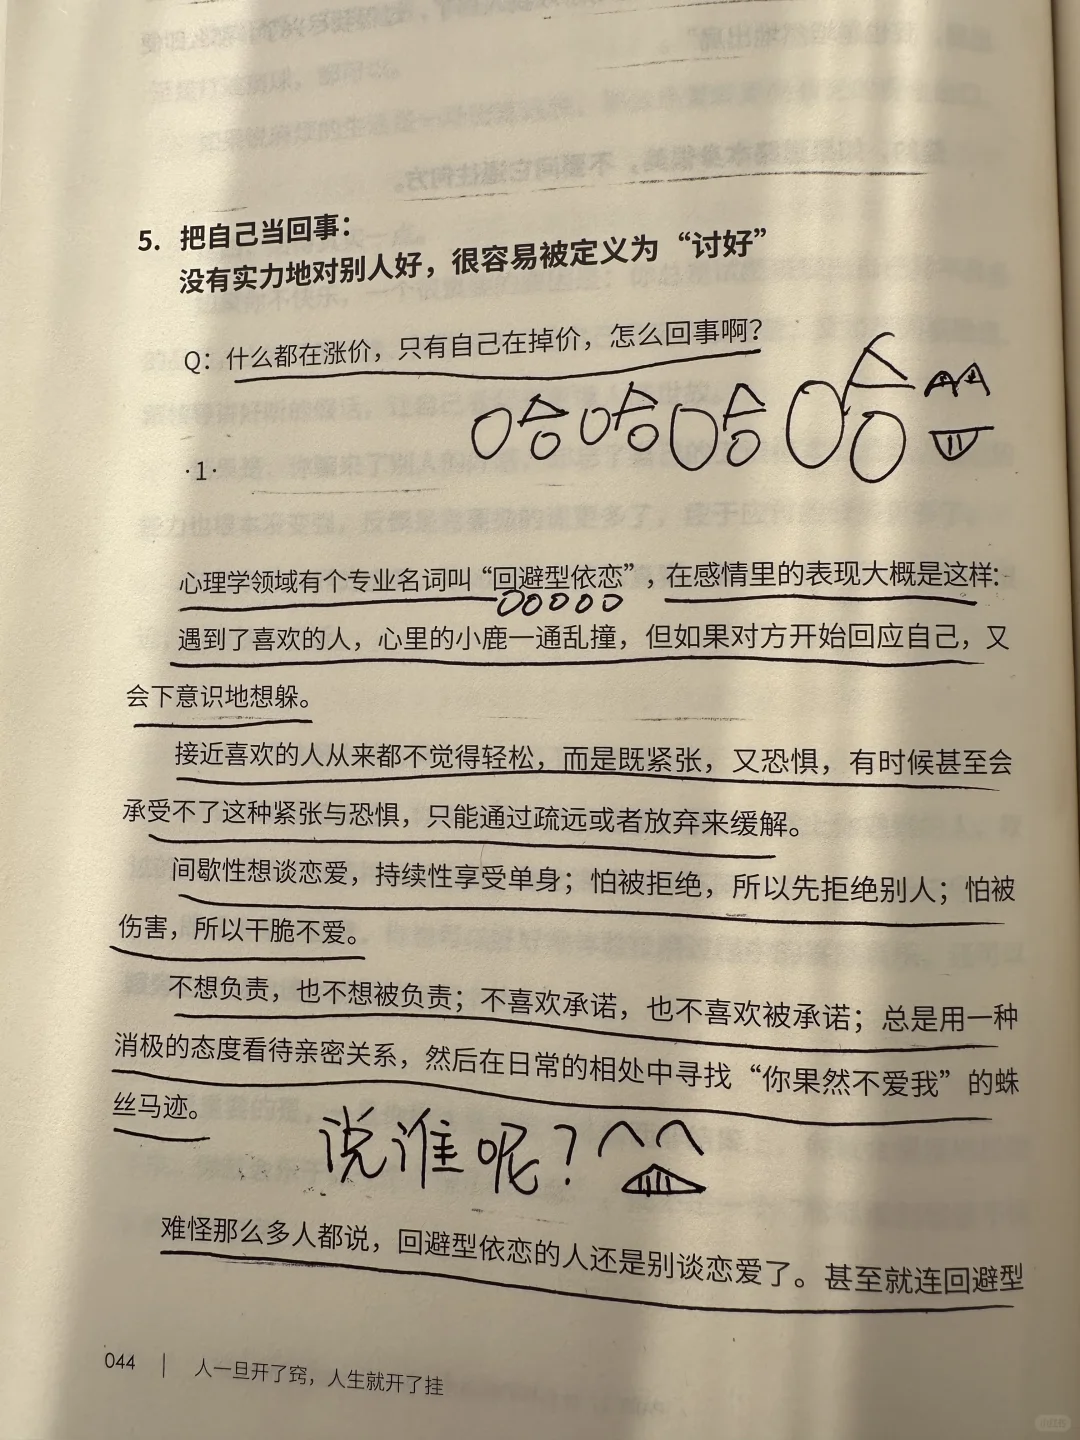 5. 把自己当回事：
没有实力地对别人好，很容易被定义为“讨好”
Q：什么都在涨价，只有自己在掉价，怎么回事啊？
·1·
心理学领域有个专业名词叫“回避型依恋”，在感情里的表现大概是这样：
遇到了喜欢的人，心里的小鹿一通乱撞，但如果对方开始回应自己，又
会下意识地想躲。
接近喜欢的人从来都不觉得轻松，而是既紧张，又恐惧，有时候甚至会
承受不了这种紧张与恐惧，只能通过疏远或者放弃来缓解。
间歇性想谈恋爱，持续性享受单身；怕被拒绝，所以先拒绝别人；怕被
伤害，所以干脆不爱。
不想负责，也不想被负责；不喜欢承诺，也不喜欢被承诺；总是用一种
消极的态度看待亲密关系，然后在日常的相处中寻找“你果然不爱我”的蛛
丝马迹。
说谁呢？
难怪那么多人都说，回避型依恋的人还是别谈恋爱了。甚至就连回避型
044 | 人一旦开了窍，人生就开了挂